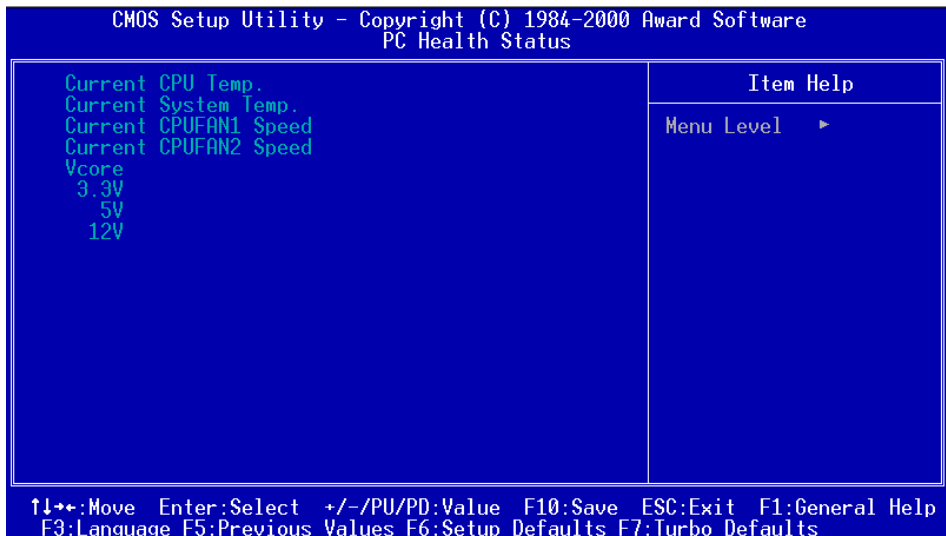 CMOS Setup Utility - Copyright (C) 1984-2000 Award Software
PC Health Status
Current CPU Temp.
Current System Temp.
Current CPUFAN1 Speed
Current CPUFAN2 Speed
Vcore
3.3V
5V
12V
Item Help
Menu Level ►
↑↓→←:Move Enter:Select +/-/PU/PD:Value F10:Save ESC:Exit F1:General Help
F3:Language F5:Previous Values F6:Setup Defaults F7:Turbo Defaults